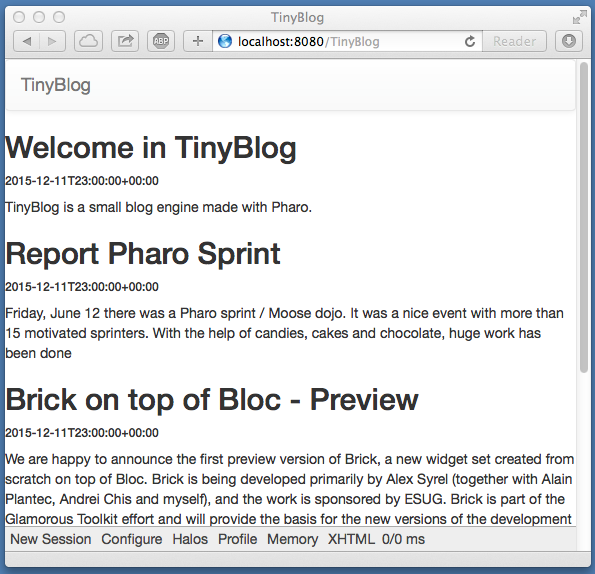 TinyBlog
ABP localhost:8080/TinyBlog Reader
TinyBlog
Welcome in TinyBlog
2015-12-11T23:00:00+00:00
TinyBlog is a small blog engine made with Pharo.
Report Pharo Sprint
2015-12-11T23:00:00+00:00
Friday, June 12 there was a Pharo sprint / Moose dojo. It was a nice event with more than
15 motivated sprinters. With the help of candies, cakes and chocolate, huge work has
been done
Brick on top of Bloc - Preview
2015-12-11T23:00:00+00:00
We are happy to announce the first preview version of Brick, a new widget set created from
scratch on top of Bloc. Brick is being developed primarily by Alex Syrel (together with Alain
Plantec, Andrei Chis and myself), and the work is sponsored by ESUG. Brick is part of the
Glamorous Toolkit effort and will provide the basis for the new versions of the development
New Session Configure Halos Profile Memory XHTML 0/0 ms